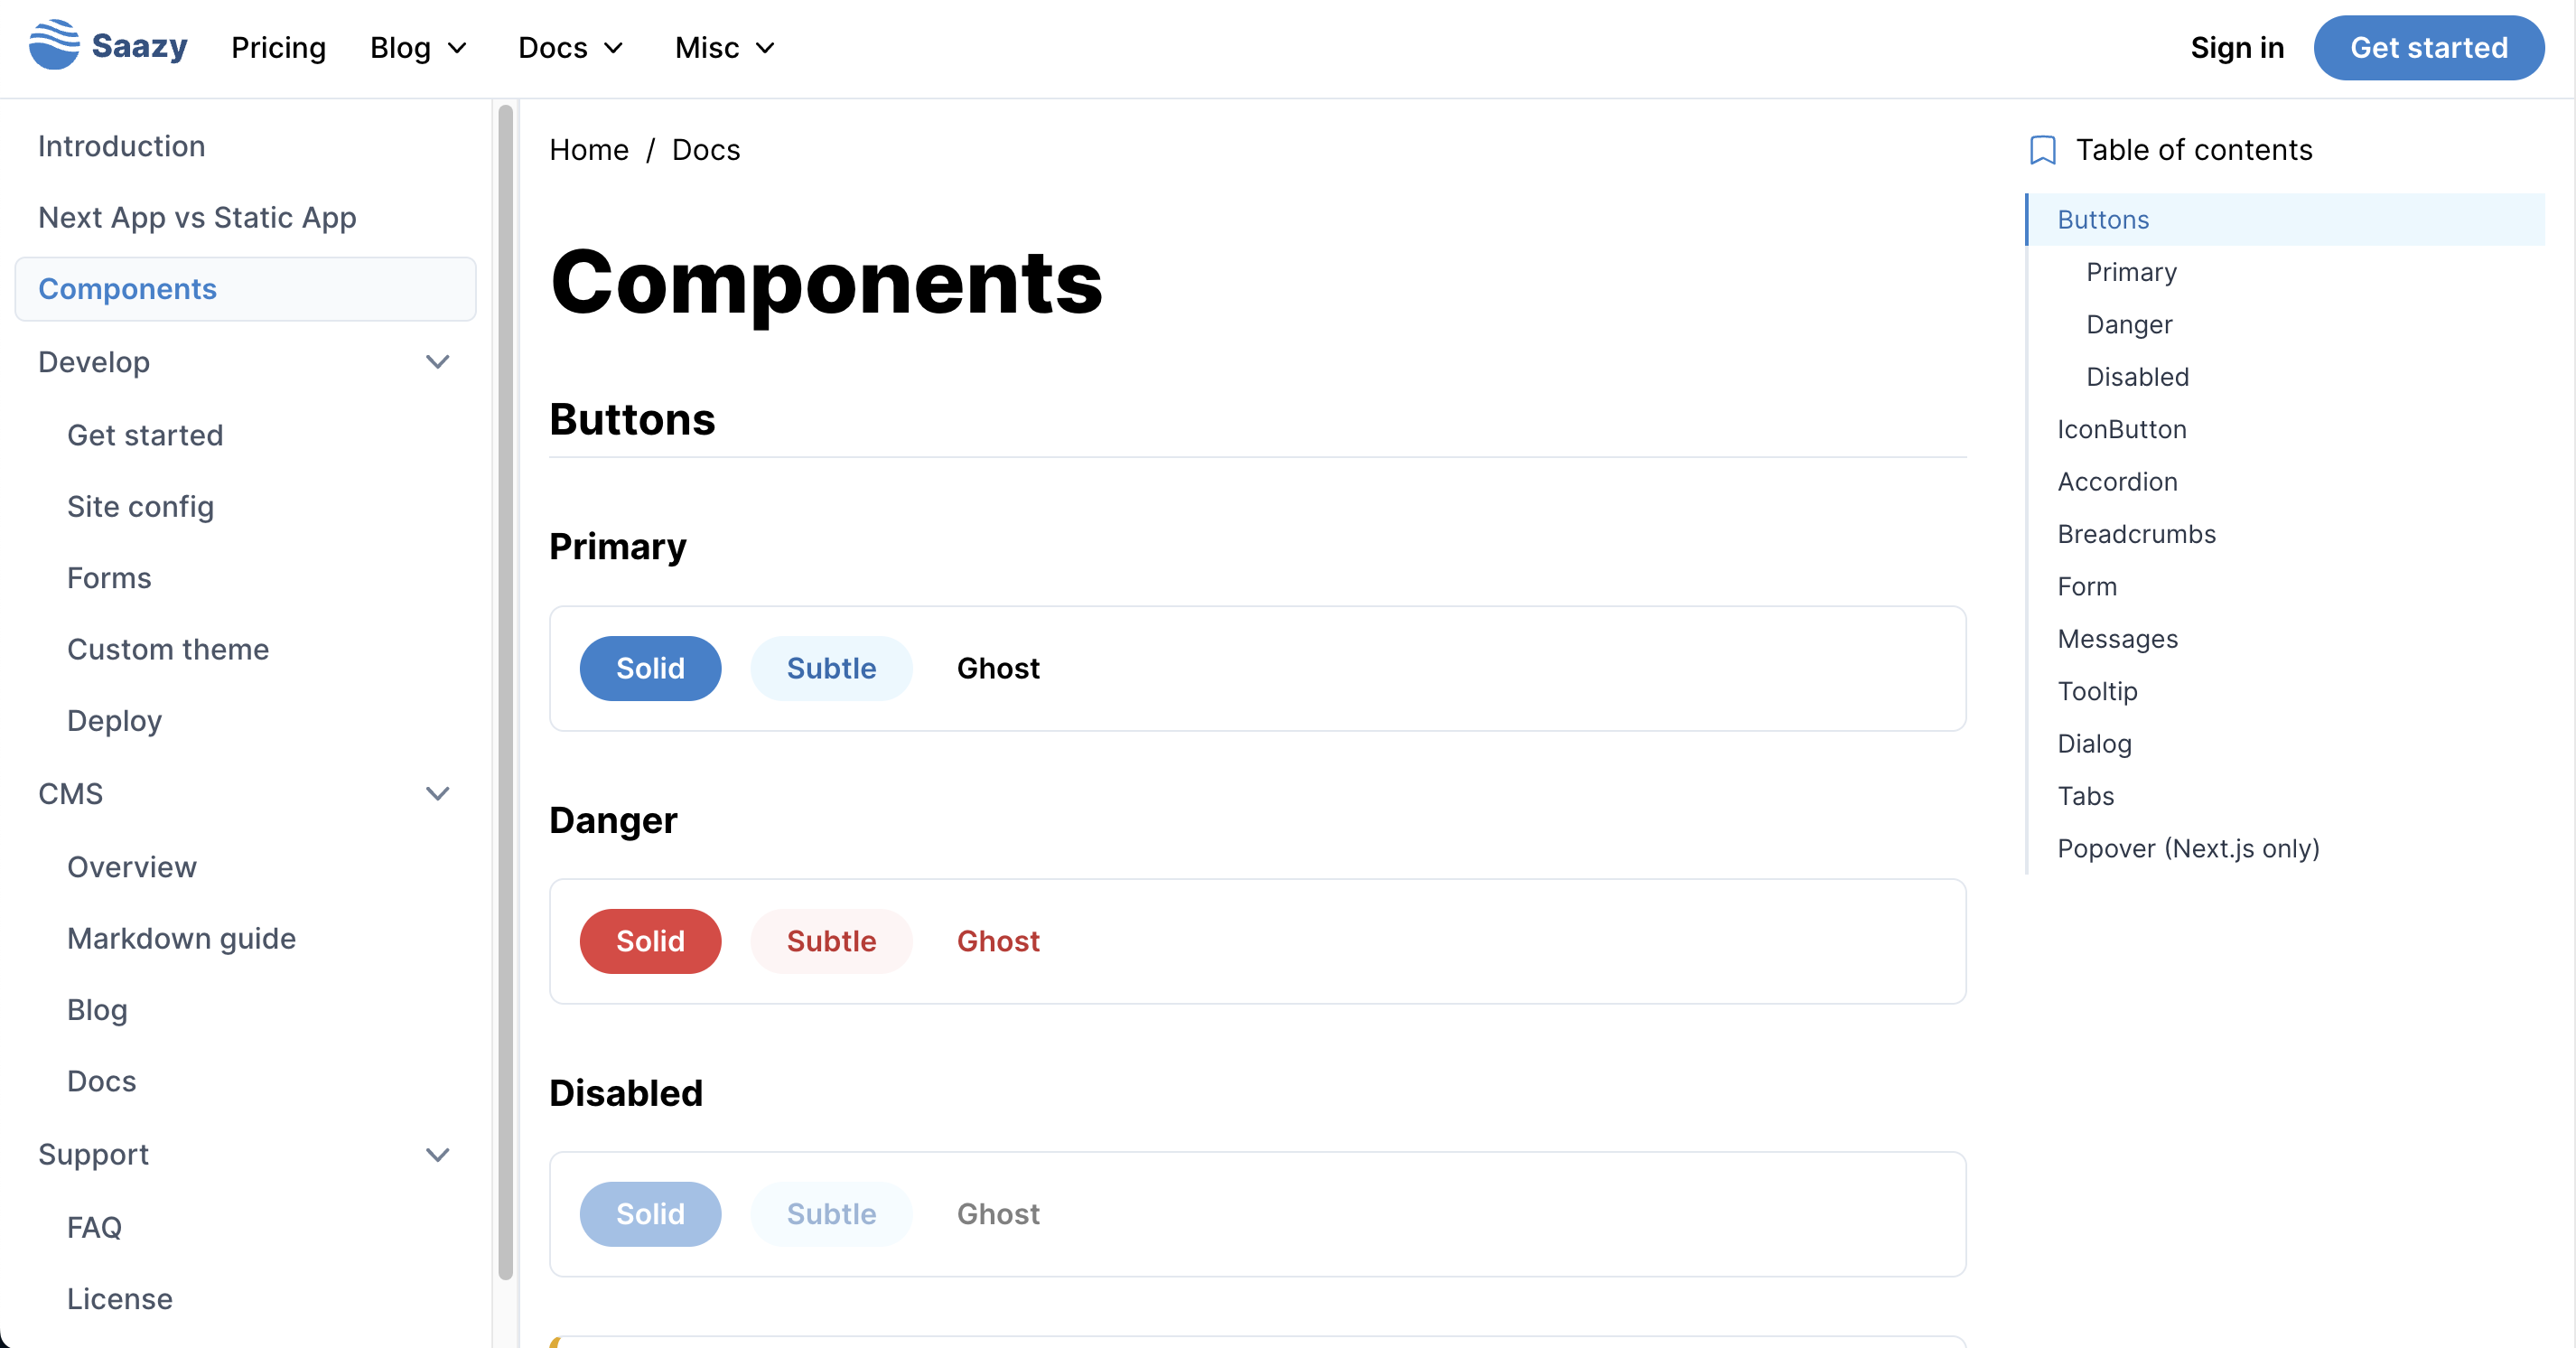 Saazy Pricing Blog Docs Misc Sign in Get started
Introduction
Next App vs Static App
Components
Develop
Get started
Site config
Forms
Custom theme
Deploy
CMS
Overview
Markdown guide
Blog
Docs
Support
FAQ
License
Home / Docs
Components
Buttons
Primary
Solid Subtle Ghost
Danger
Solid Subtle Ghost
Disabled
Solid Subtle Ghost
Table of contents
Buttons
Primary
Danger
Disabled
IconButton
Accordion
Breadcrumbs
Form
Messages
Tooltip
Dialog
Tabs
Popover (Next.js only)